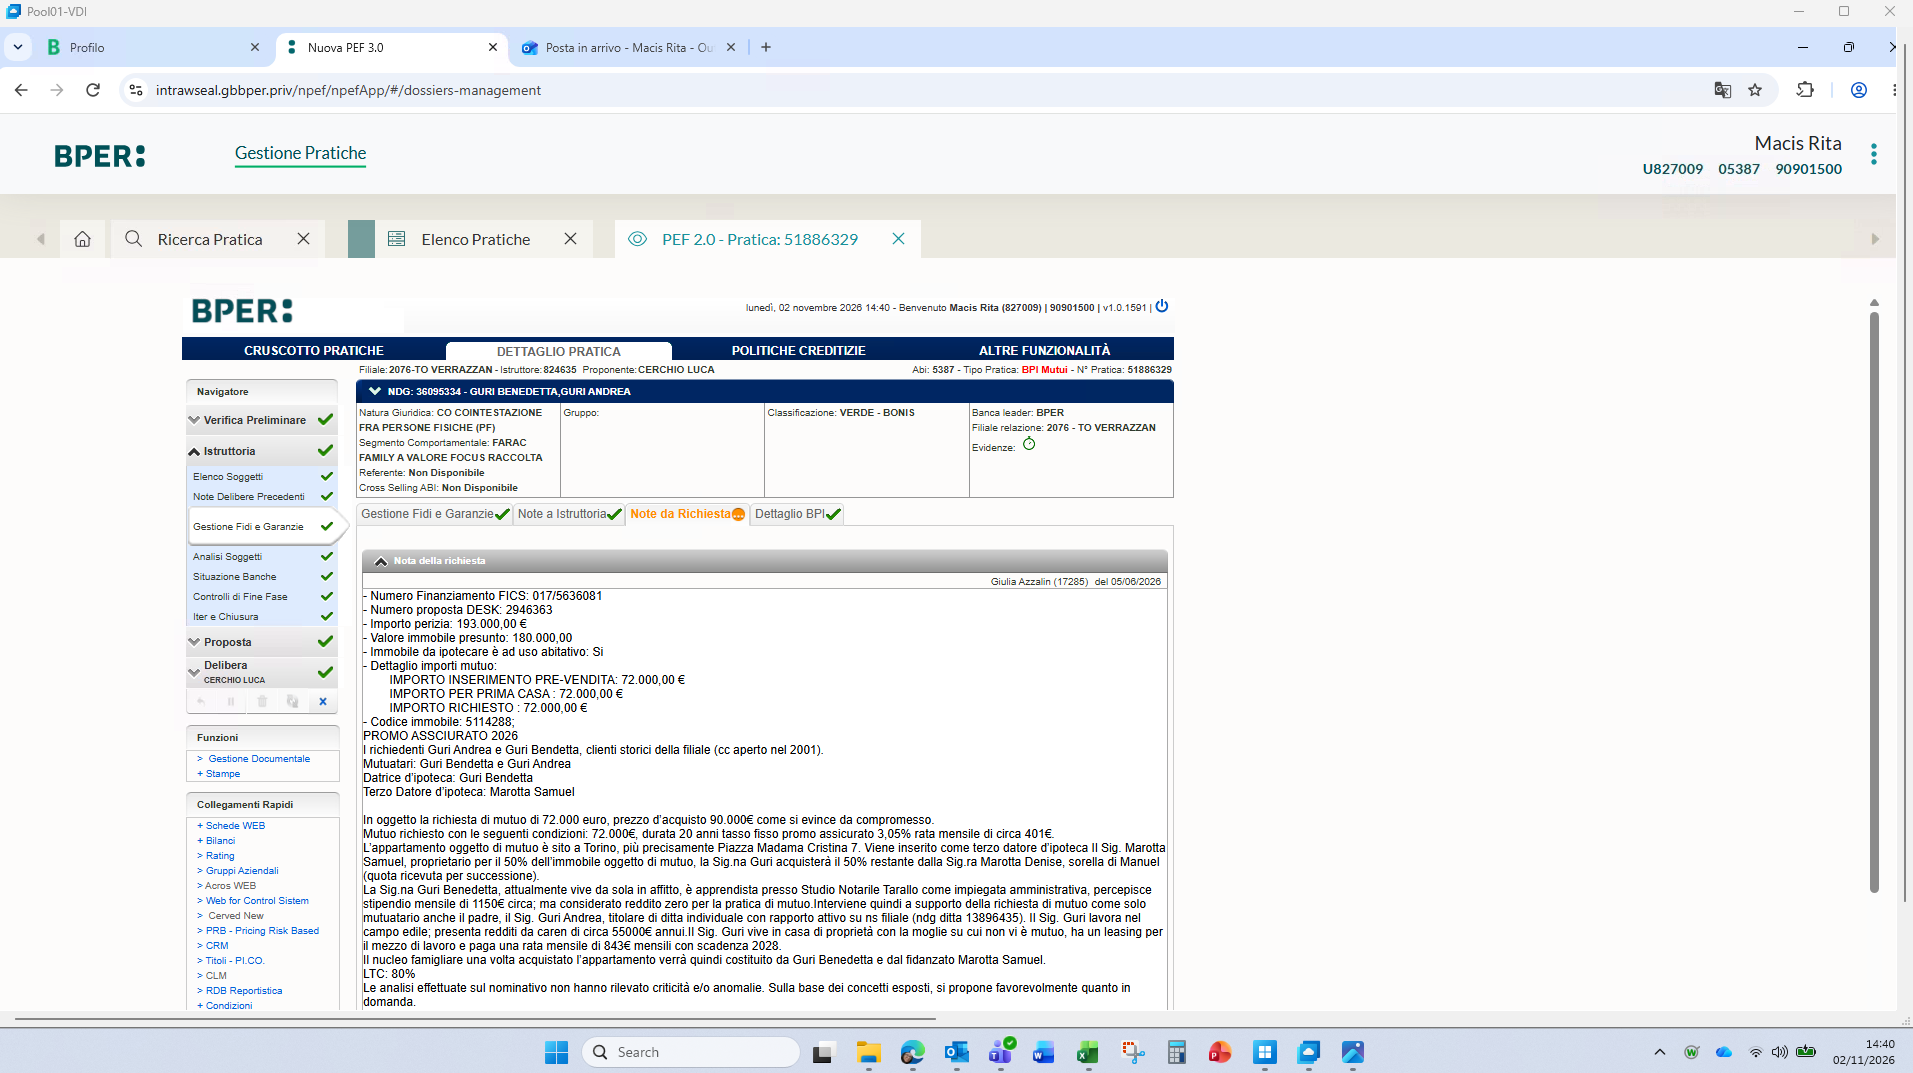 Pool01-VDI
Profilo
Nuova PEF 3.0
Posta in arrivo - Macis Rita - Ou
intrawseal.gbbper.priv/npef/npefApp/#/dossiers-management
BPER:
Gestione Pratiche
Macis Rita
U827009 05387 90901500
Ricerca Pratica
Elenco Pratiche
PEF 2.0 - Pratica: 51886329
BPER:
lunedì, 02 novembre 2026 14:40 - Benvenuto Macis Rita (827009) | 90901500 | v1.0.1591 |
CRUSCOTTO PRATICHE
DETTAGLIO PRATICA
POLITICHE CREDITIZIE
ALTRE FUNZIONALITÀ
Filiale: 2076-TO VERRAZZAN - Istruttore: 824635 Proponente: CERCHIO LUCA
Abi: 5387 - Tipo Pratica: BPI Mutui - N° Pratica: 51886329
Navigatore
Verifica Preliminare
Istruttoria
Elenco Soggetti
Note Delibere Precedenti
Gestione Fidi e Garanzie
Analisi Soggetti
Situazione Banche
Controlli di Fine Fase
Iter e Chiusura
Proposta
Delibera
CERCHIO LUCA
Funzioni
> Gestione Documentale
+ Stampe
Collegamenti Rapidi
+ Schede WEB
+ Bilanci
> Rating
> Gruppi Aziendali
> Acros WEB
> Web for Control Sistem
> Cerved New
> PRB - Pricing Risk Based
> CRM
> Titoli - PI.CO.
> CLM
> RDB Reportistica
+ Condizioni
NDG: 36095334 - GURI BENEDETTA,GURI ANDREA
Natura Giuridica: CO COINTESTAZIONE
FRA PERSONE FISICHE (PF)
Segmento Comportamentale: FARAC
FAMILY A VALORE FOCUS RACCOLTA
Referente: Non Disponibile
Cross Selling ABI: Non Disponibile
Gruppo:
Classificazione: VERDE - BONIS
Banca leader: BPER
Filiale relazione: 2076 - TO VERRAZZAN
Evidenze:
Gestione Fidi e Garanzie
Note a Istruttoria
Note da Richiesta
Dettaglio BPI
Nota della richiesta
Giulia Azzalin (17285) del 05/06/2026
- Numero Finanziamento FICS: 017/5636081
- Numero proposta DESK: 2946363
- Importo perizia: 193.000,00 €
- Valore immobile presunto: 180.000,00
- Immobile da ipotecare è ad uso abitativo: Si
- Dettaglio importi mutuo:
IMPORTO INSERIMENTO PRE-VENDITA: 72.000,00 €
IMPORTO PER PRIMA CASA : 72.000,00 €
IMPORTO RICHIESTO : 72.000,00 €
- Codice immobile: 5114288;
PROMO ASSCIURATO 2026
I richiedenti Guri Andrea e Guri Bendetta, clienti storici della filiale (cc aperto nel 2001).
Mutuatari: Guri Bendetta e Guri Andrea
Datrice d'ipoteca: Guri Bendetta
Terzo Datore d'ipoteca: Marotta Samuel
In oggetto la richiesta di mutuo di 72.000 euro, prezzo d'acquisto 90.000€ come si evince da compromesso.
Mutuo richiesto con le seguenti condizioni: 72.000€, durata 20 anni tasso fisso promo assicurato 3,05% rata mensile di circa 401€.
L'appartamento oggetto di mutuo è sito a Torino, più precisamente Piazza Madama Cristina 7. Viene inserito come terzo datore d'ipoteca Il Sig. Marotta
Samuel, proprietario per il 50% dell'immobile oggetto di mutuo, la Sig.na Guri acquisterà il 50% restante dalla Sig.ra Marotta Denise, sorella di Manuel
(quota ricevuta per successione).
La Sig.na Guri Benedetta, attualmente vive da sola in affitto, è apprendista presso Studio Notarile Tarallo come impiegata amministrativa, percepisce
stipendio mensile di 1150€ circa; ma considerato reddito zero per la pratica di mutuo.Interviene quindi a supporto della richiesta di mutuo come solo
mutuatario anche il padre, il Sig. Guri Andrea, titolare di ditta individuale con rapporto attivo su ns filiale (ndg ditta 13896435). Il Sig. Guri lavora nel
campo edile; presenta redditi da caren di circa 55000€ annui.Il Sig. Guri vive in casa di proprietà con la moglie su cui non vi è mutuo, ha un leasing per
il mezzo di lavoro e paga una rata mensile di 843€ mensili con scadenza 2028.
Il nucleo famigliare una volta acquistato l'appartamento verrà quindi costituito da Guri Benedetta e dal fidanzato Marotta Samuel.
LTC: 80%
Le analisi effettuate sul nominativo non hanno rilevato criticità e/o anomalie. Sulla base dei concetti esposti, si propone favorevolmente quanto in
domanda.
Search
14:40
02/11/2026